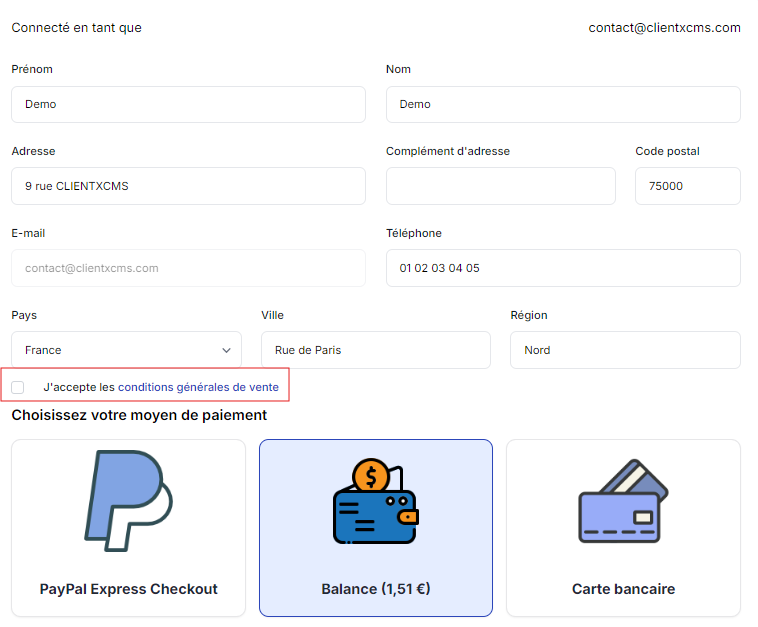 Connecté en tant que contact@clientxcms.com
Prénom Nom
Demo Demo
Adresse Complément d'adresse Code postal
9 rue CLIENTXCMS 75000
E-mail Téléphone
contact@clientxcms.com 01 02 03 04 05
Pays Ville Région
France Rue de Paris Nord
J'accepte les conditions générales de vente
Choisissez votre moyen de paiement
PayPal Express Checkout Balance (1,51 €) Carte bancaire